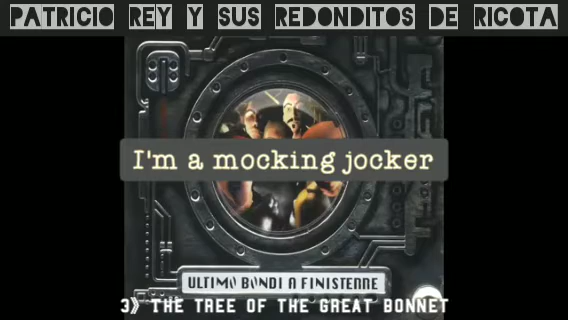 PATRICIO REY Y SUS REDONDITOS DE RICOTA
I'm a mocking jocker
ULTIMO BONDI A FINISTERRE
3》 THE TREE OF THE GREAT BONNET